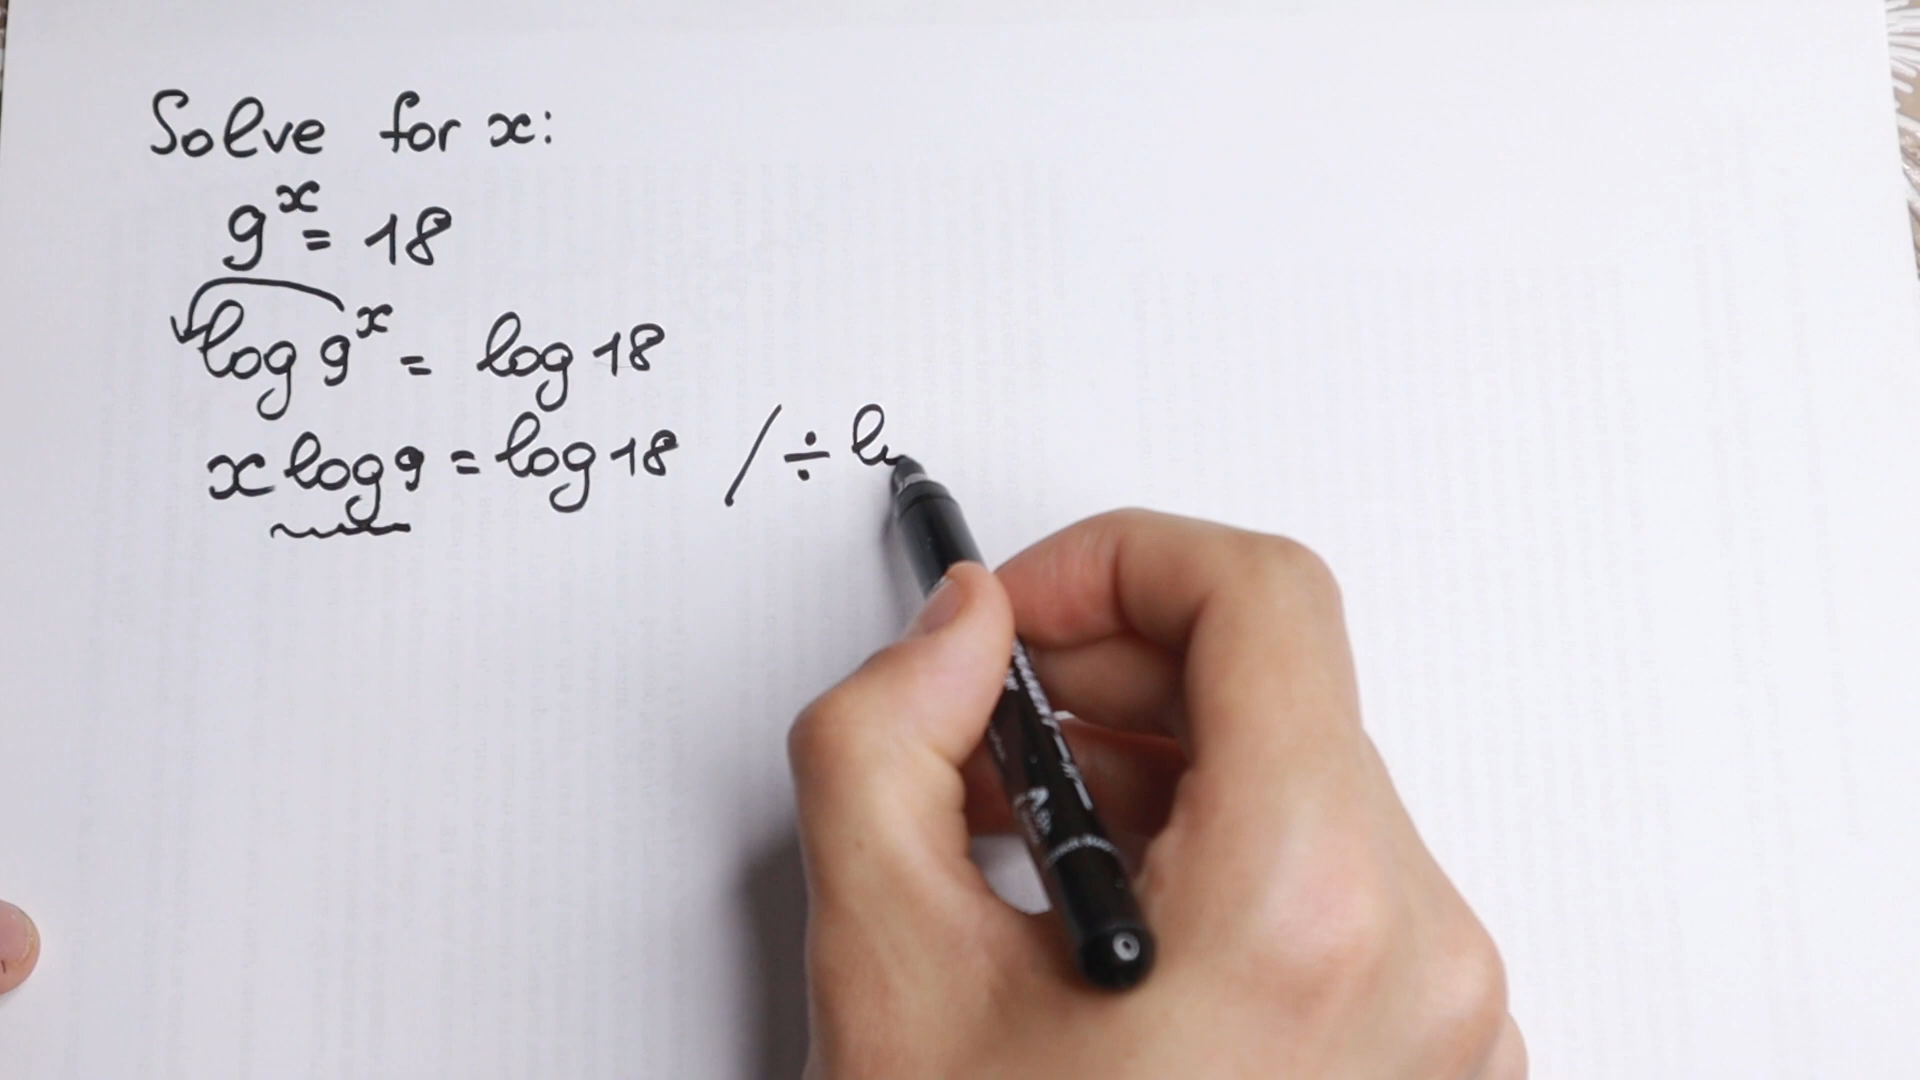 Solve for x:
9^x = 18
log 9^x = log 18
x log 9 = log 18 / ÷